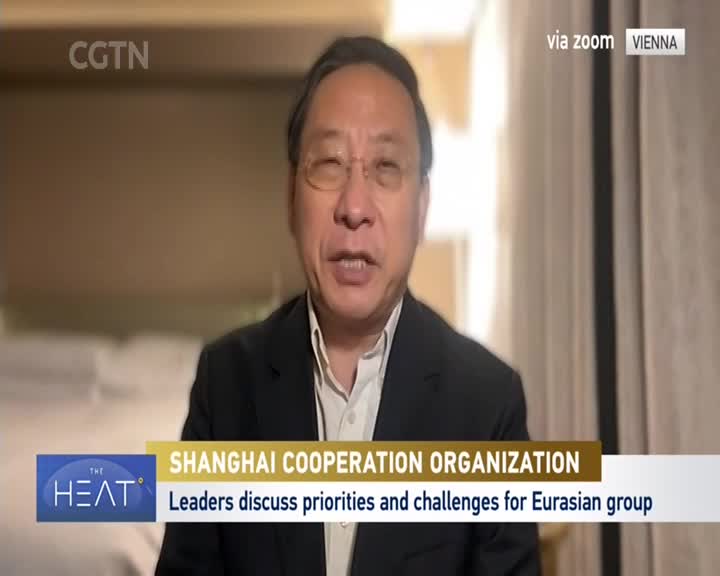 CGTN
via zoom VIENNA
SHANGHAI COOPERATION ORGANIZATION
THE
HEAT
Leaders discuss priorities and challenges for Eurasian group